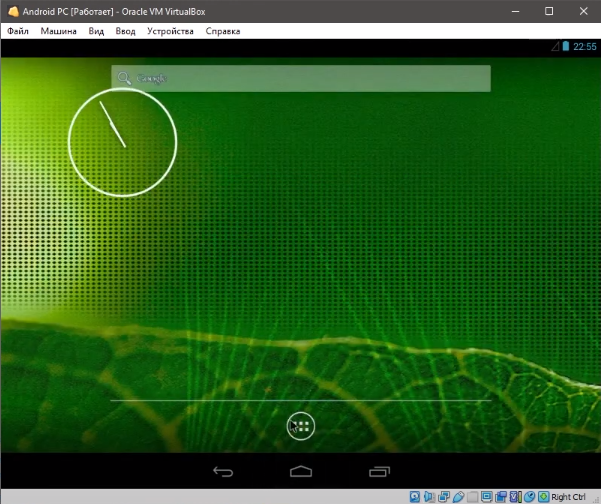 Android PC [Работает] - Oracle VM VirtualBox
Файл Машина Вид Ввод Устройства Справка
22:55
Google
Right Ctrl